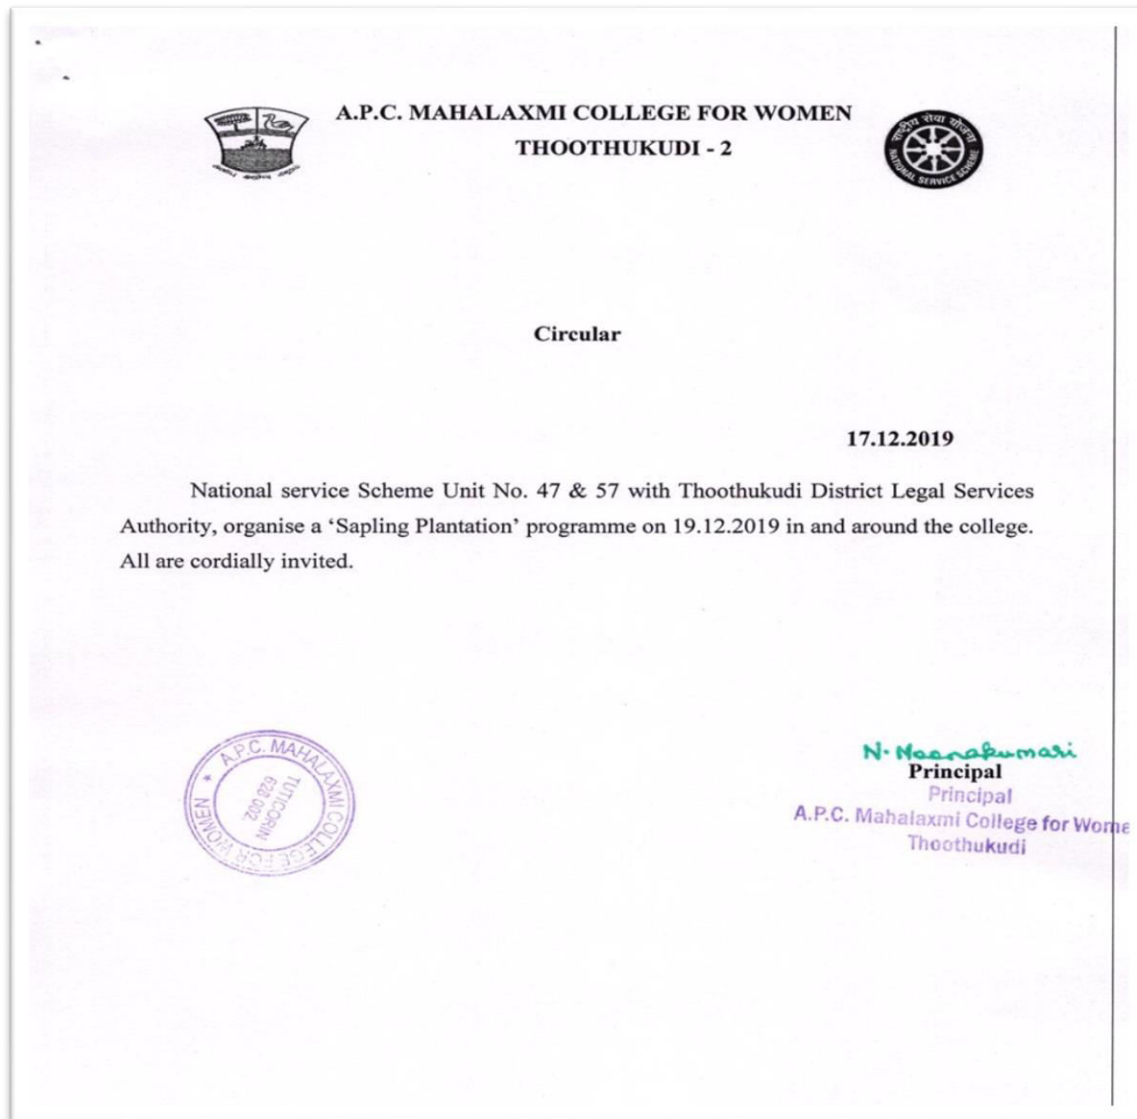 A.P.C. MAHALAXMI COLLEGE FOR WOMEN
THOOTHUKUDI - 2
राष्ट्रीय सेवा योजना
NATIONAL SERVICE SCHEME
Circular
17.12.2019
National service Scheme Unit No. 47 & 57 with Thoothukudi District Legal Services
Authority, organise a ‘Sapling Plantation’ programme on 19.12.2019 in and around the college.
All are cordially invited.
A.P.C. MAHALAXMI COLLEGE FOR WOMEN *
TUTICORIN
628 002.
N. Meenakumari
Principal
Principal
A.P.C. Mahalaxmi College for Wome
Thoothukudi